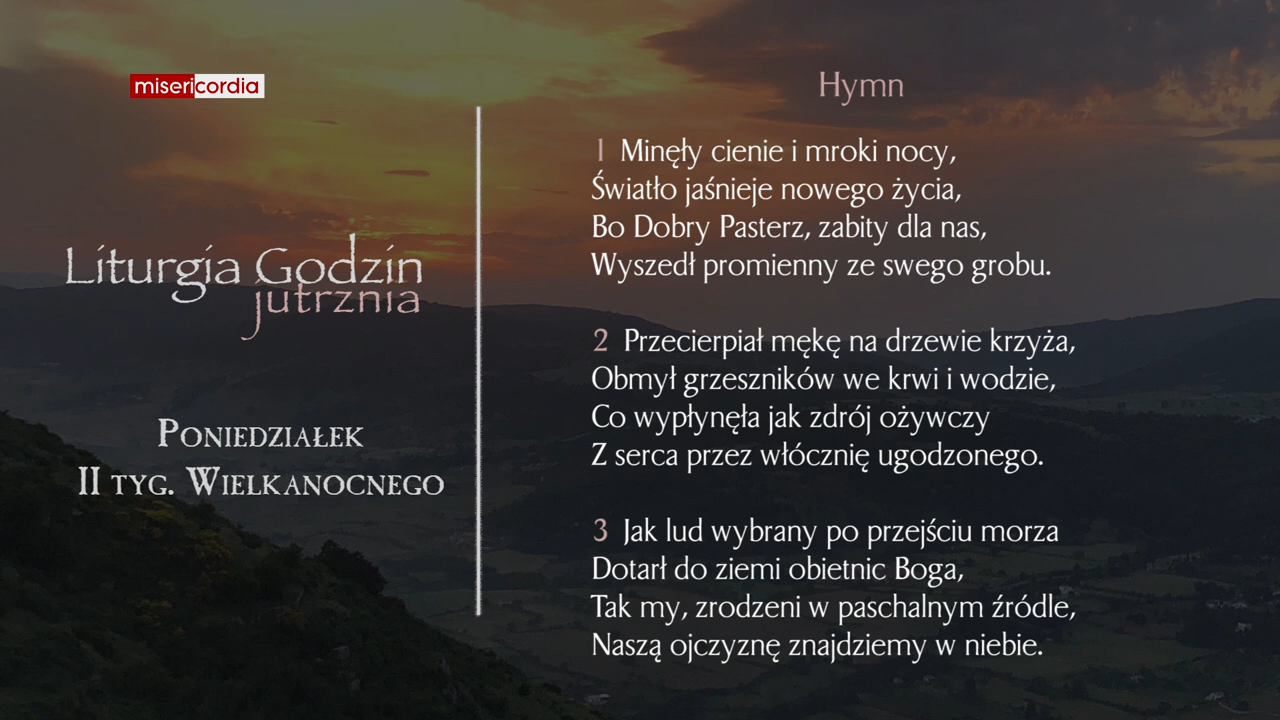 misericordia
Liturgia Godzin
jutrznia
Poniedziałek
II tyg. Wielkanocnego
Hymn
1 Minęły cienie i mroki nocy,
Światło jaśnieje nowego życia,
Bo Dobry Pasterz, zabity dla nas,
Wyszedł promienny ze swego grobu.
2 Przecierpiał mękę na drzewie krzyża,
Obmył grzeszników we krwi i wodzie,
Co wypłynęła jak zdrój ożywczy
Z serca przez włócznię ugodzonego.
3 Jak lud wybrany po przejściu morza
Dotarł do ziemi obietnic Boga,
Tak my, zrodzeni w paschalnym źródle,
Naszą ojczyznę znajdziemy w niebie.